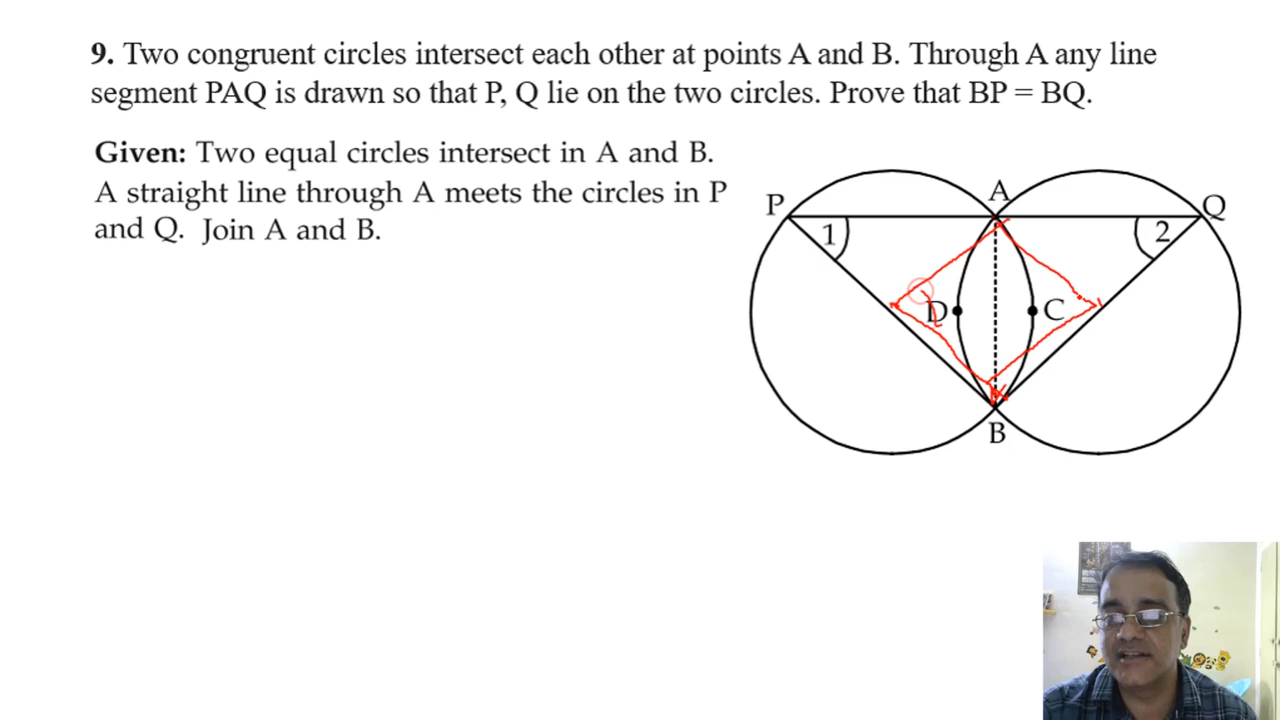 9. Two congruent circles intersect each other at points A and B. Through A any line
segment PAQ is drawn so that P, Q lie on the two circles. Prove that BP = BQ.
Given: Two equal circles intersect in A and B.
A straight line through A meets the circles in P
and Q. Join A and B.
P
A
Q
1
2
D
C
B